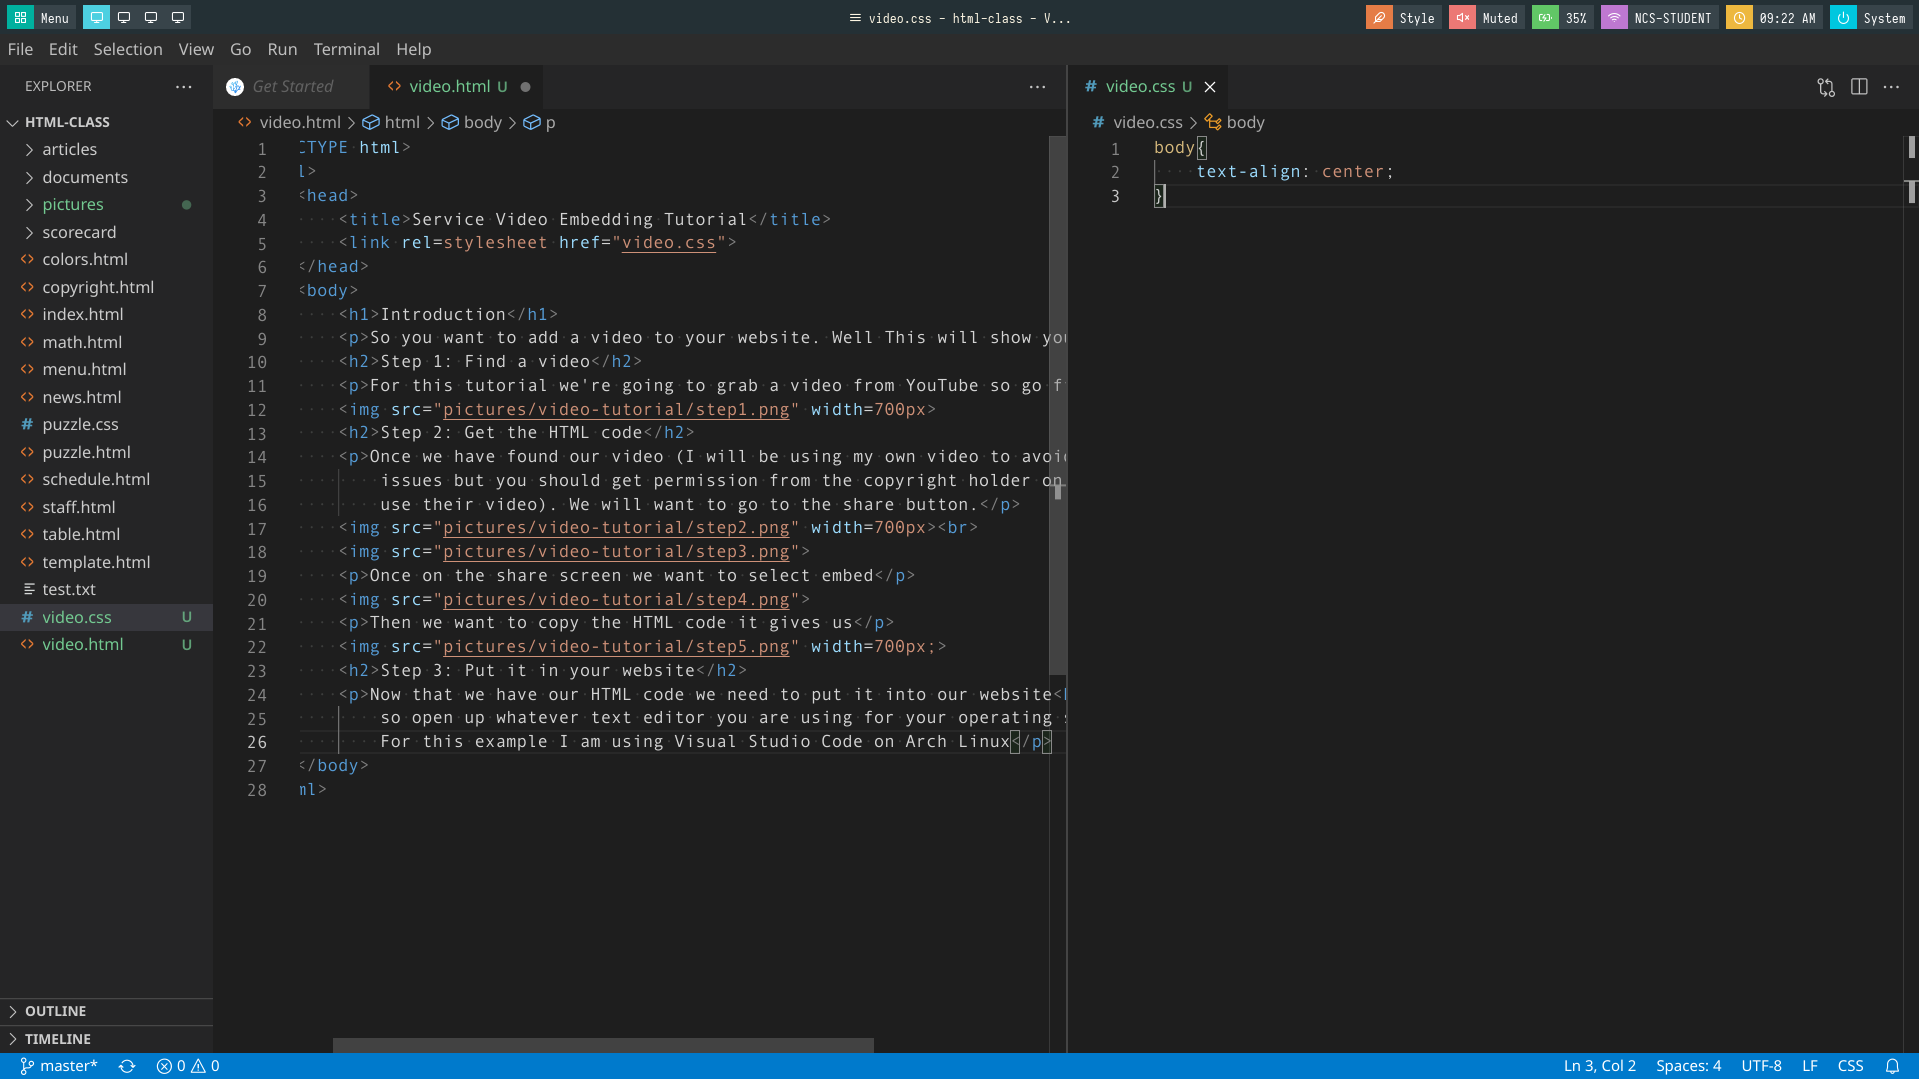 Menu
video.css - html-class - V...
Style
Muted
35%
NCS-STUDENT
09:22 AM
System
File Edit Selection View Go Run Terminal Help
EXPLORER
HTML-CLASS
articles
documents
pictures
scorecard
colors.html
copyright.html
index.html
math.html
menu.html
news.html
puzzle.css
puzzle.html
schedule.html
staff.html
table.html
template.html
test.txt
video.css U
video.html U
OUTLINE
TIMELINE
Get Started
video.html U
video.html > html > body > p
1 CTYPE html>
2 l>
3 <head>
4 <title>Service Video Embedding Tutorial</title>
5 <link rel=stylesheet href="video.css">
6 </head>
7 <body>
8 <h1>Introduction</h1>
9 <p>So you want to add a video to your website. Well This will show you
10 <h2>Step 1: Find a video</h2>
11 <p>For this tutorial we're going to grab a video from YouTube so go f
12 <img src="pictures/video-tutorial/step1.png" width=700px>
13 <h2>Step 2: Get the HTML code</h2>
14 <p>Once we have found our video (I will be using my own video to avoid
15 issues but you should get permission from the copyright holder on
16 use their video). We will want to go to the share button.</p>
17 <img src="pictures/video-tutorial/step2.png" width=700px><br>
18 <img src="pictures/video-tutorial/step3.png">
19 <p>Once on the share screen we want to select embed</p>
20 <img src="pictures/video-tutorial/step4.png">
21 <p>Then we want to copy the HTML code it gives us</p>
22 <img src="pictures/video-tutorial/step5.png" width=700px;>
23 <h2>Step 3: Put it in your website</h2>
24 <p>Now that we have our HTML code we need to put it into our website<
25 so open up whatever text editor you are using for your operating s
26 For this example I am using Visual Studio Code on Arch Linux</p>
27 </body>
28 ml>
video.css U
video.css > body
1 body{
2 text-align: center;
3 }
master*
0 0
Ln 3, Col 2
Spaces: 4
UTF-8
LF
CSS